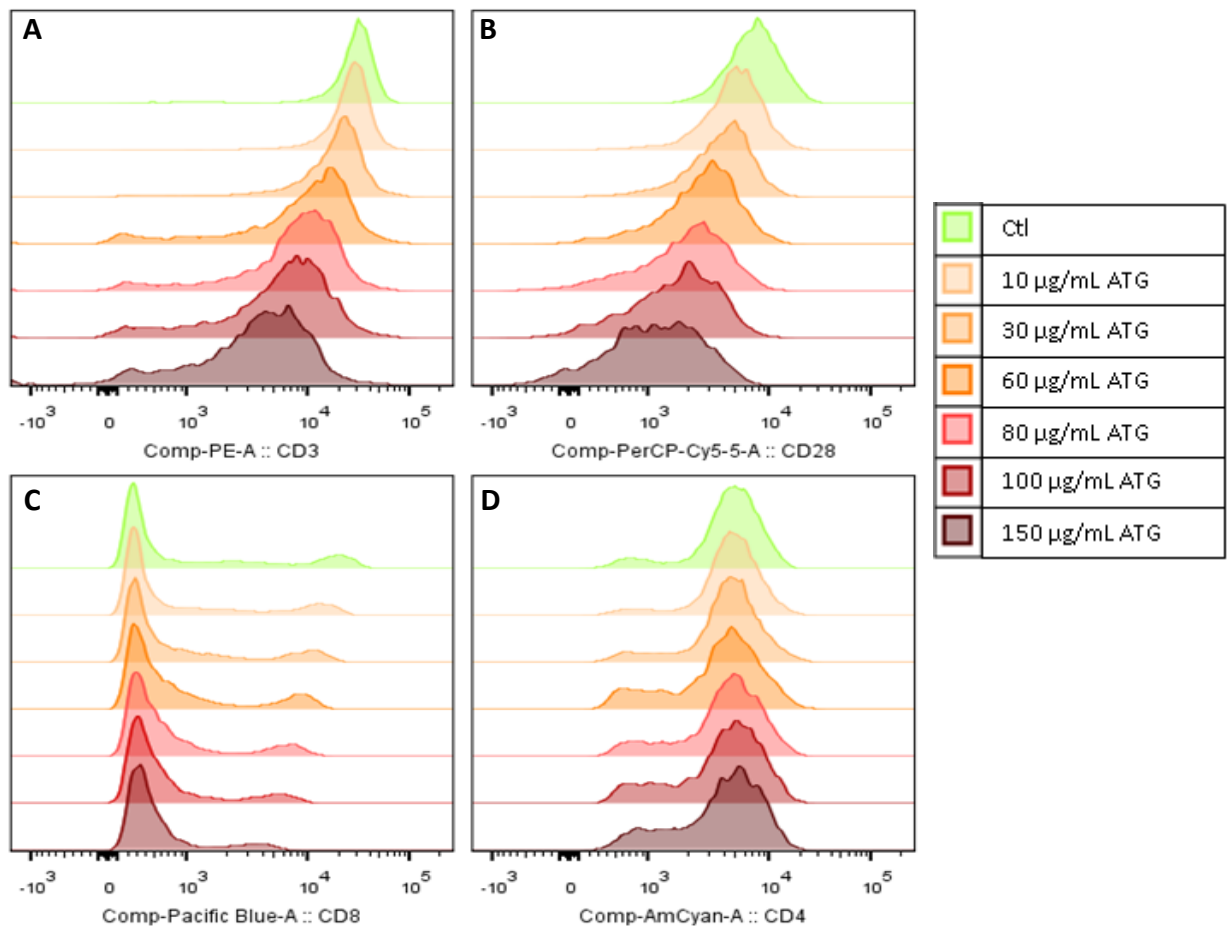 A
B
-10³ 0 10³ 10⁴ 10⁵
Comp-PE-A :: CD3
-10³ 0 10³ 10⁴ 10⁵
Comp-PerCP-Cy5-5-A :: CD28
C
D
-10³ 0 10³ 10⁴ 10⁵
Comp-Pacific Blue-A :: CD8
-10³ 0 10³ 10⁴ 10⁵
Comp-AmCyan-A :: CD4
Ctl
10 µg/mL ATG
30 µg/mL ATG
60 µg/mL ATG
80 µg/mL ATG
100 µg/mL ATG
150 µg/mL ATG